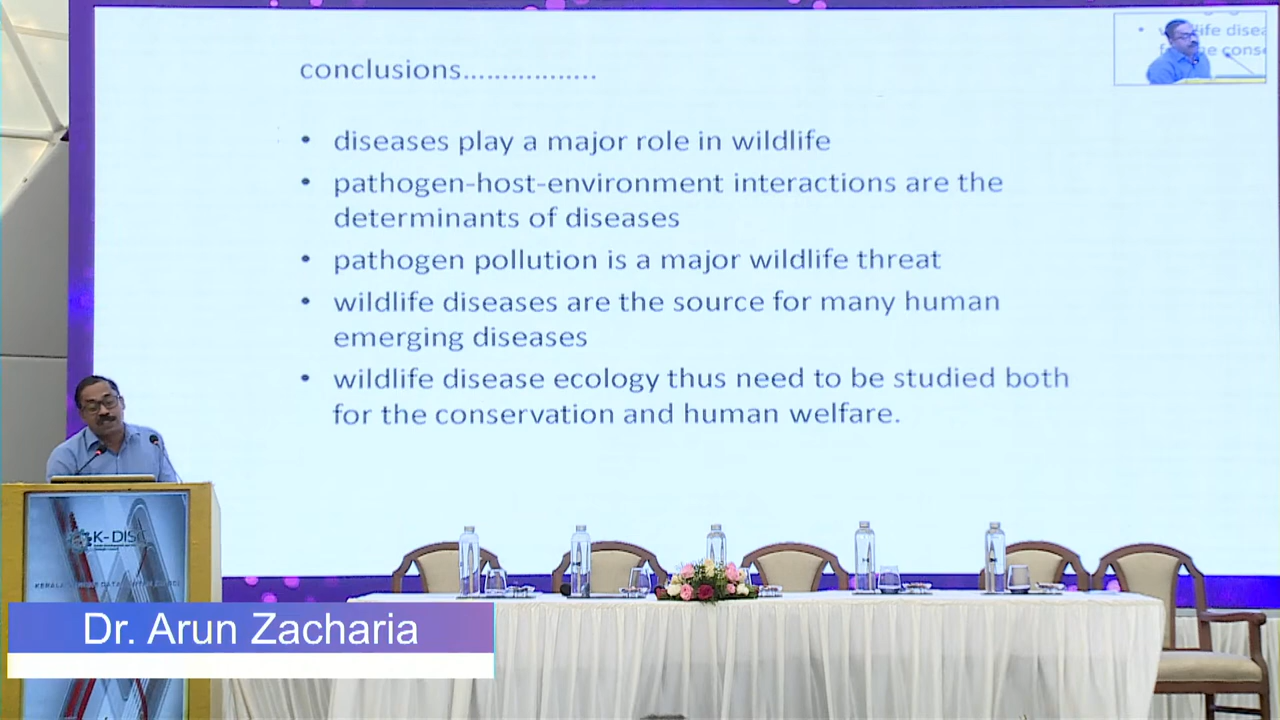 conclusions.................
• diseases play a major role in wildlife
• pathogen-host-environment interactions are the
determinants of diseases
• pathogen pollution is a major wildlife threat
• wildlife diseases are the source for many human
emerging diseases
• wildlife disease ecology thus need to be studied both
for the conservation and human welfare.
K-DISC
Dr. Arun Zacharia